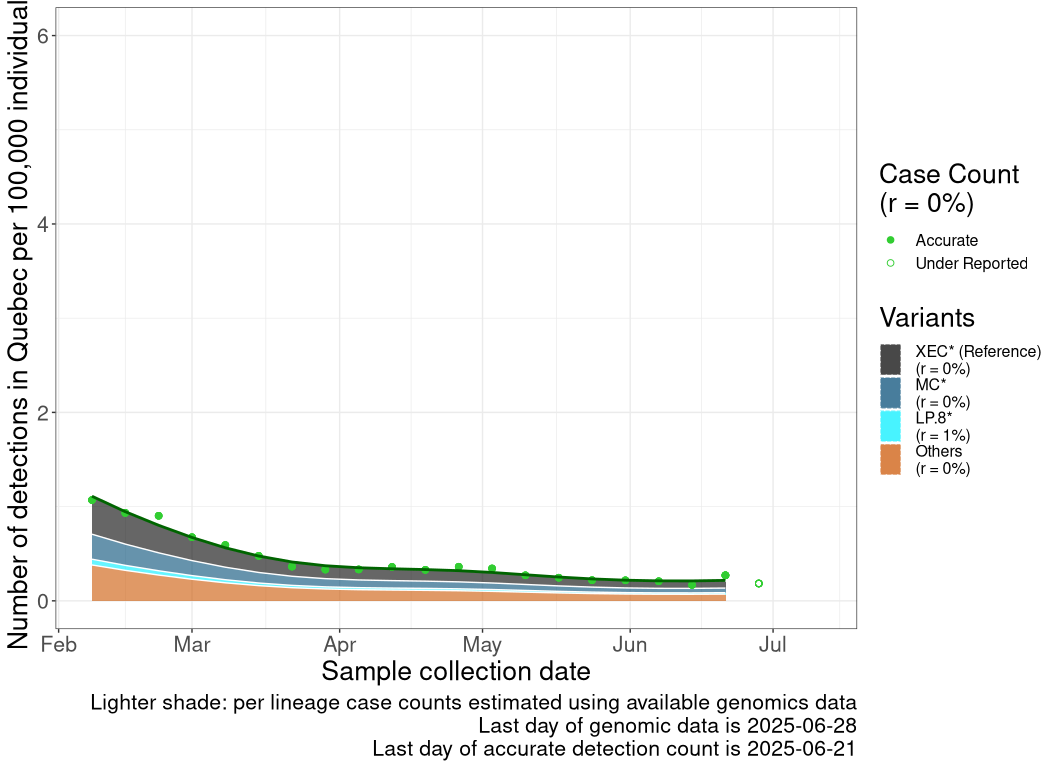 Number of detections in Quebec per 100,000 individual
6
4
2
0
Feb
Mar
Apr
May
Jun
Jul
Sample collection date
Lighter shade: per lineage case counts estimated using available genomics data
Last day of genomic data is 2025-06-28
Last day of accurate detection count is 2025-06-21
Case Count
(r = 0%)
Accurate
Under Reported
Variants
XEC* (Reference)
(r = 0%)
MC*
(r = 0%)
LP.8*
(r = 1%)
Others
(r = 0%)